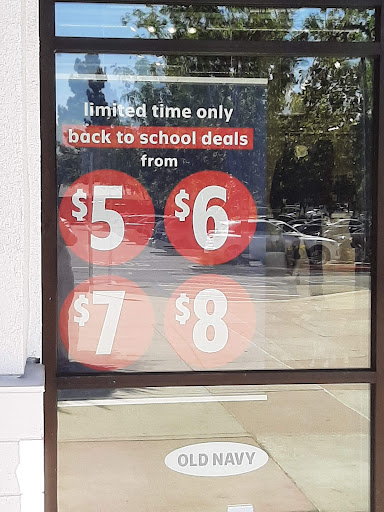 limited time only
back to school deals
from
$5 $6
$7 $8
OLD NAVY